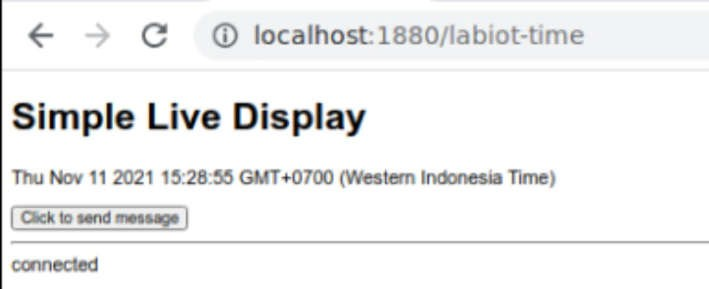 localhost:1880/labiot-time
Simple Live Display
Thu Nov 11 2021 15:28:55 GMT+0700 (Western Indonesia Time)
Click to send message
connected